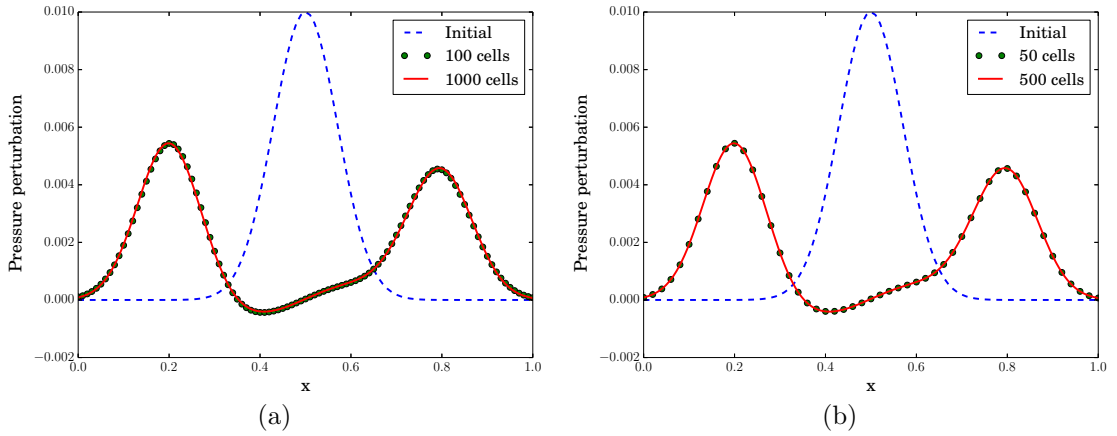 0.010
0.008
0.006
0.004
0.002
0.000
−0.002
Pressure perturbation
Initial
100 cells
1000 cells
0.0 0.2 0.4 0.6 0.8 1.0
x
(a)
0.010
0.008
0.006
0.004
0.002
0.000
−0.002
Pressure perturbation
Initial
50 cells
500 cells
0.0 0.2 0.4 0.6 0.8 1.0
x
(b)